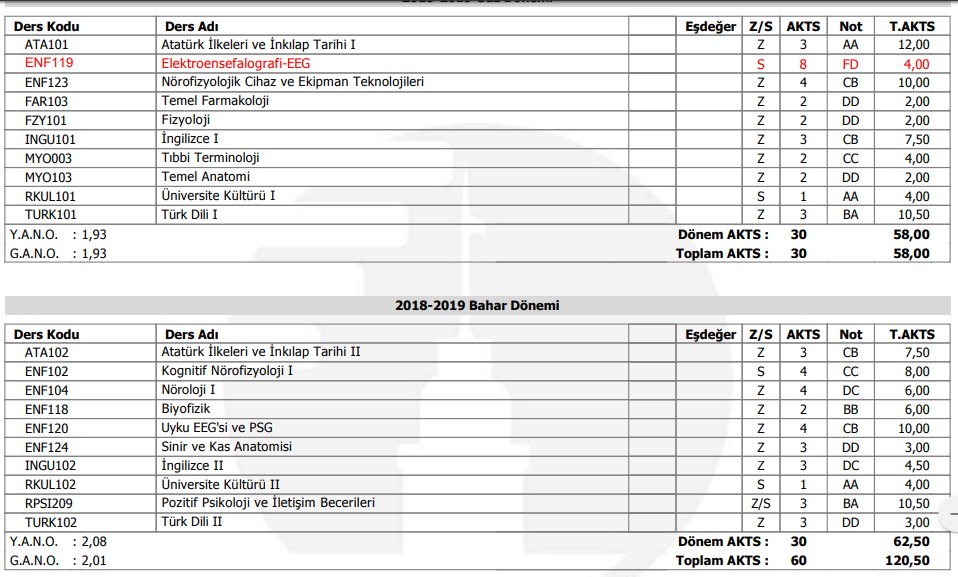 2018-2019 Güz Dönemi
Ders Kodu Ders Adı Eşdeğer Z/S AKTS Not T.AKTS
ATA101 Atatürk İlkeleri ve İnkılap Tarihi I Z 3 AA 12,00
ENF119 Elektroensefalografi-EEG S 8 FD 4,00
ENF123 Nörofizyolojik Cihaz ve Ekipman Teknolojileri Z 4 CB 10,00
FAR103 Temel Farmakoloji Z 2 DD 2,00
FZY101 Fizyoloji Z 2 DD 2,00
INGU101 İngilizce I Z 3 CB 7,50
MYO003 Tıbbi Terminoloji Z 2 CC 4,00
MYO103 Temel Anatomi Z 2 DD 2,00
RKUL101 Üniversite Kültürü I S 1 AA 4,00
TURK101 Türk Dili I Z 3 BA 10,50
Y.A.N.O. : 1,93 Dönem AKTS : 30 58,00
G.A.N.O. : 1,93 Toplam AKTS : 30 58,00
2018-2019 Bahar Dönemi
Ders Kodu Ders Adı Eşdeğer Z/S AKTS Not T.AKTS
ATA102 Atatürk İlkeleri ve İnkılap Tarihi II Z 3 CB 7,50
ENF102 Kognitif Nörofizyoloji I S 4 CC 8,00
ENF104 Nöroloji I Z 4 DC 6,00
ENF118 Biyofizik Z 2 BB 6,00
ENF120 Uyku EEG'si ve PSG Z 4 CB 10,00
ENF124 Sinir ve Kas Anatomisi Z 3 DD 3,00
INGU102 İngilizce II Z 3 DC 4,50
RKUL102 Üniversite Kültürü II S 1 AA 4,00
RPSI209 Pozitif Psikoloji ve İletişim Becerileri Z/S 3 BA 10,50
TURK102 Türk Dili II Z 3 DD 3,00
Y.A.N.O. : 2,08 Dönem AKTS : 30 62,50
G.A.N.O. : 2,01 Toplam AKTS : 60 120,50